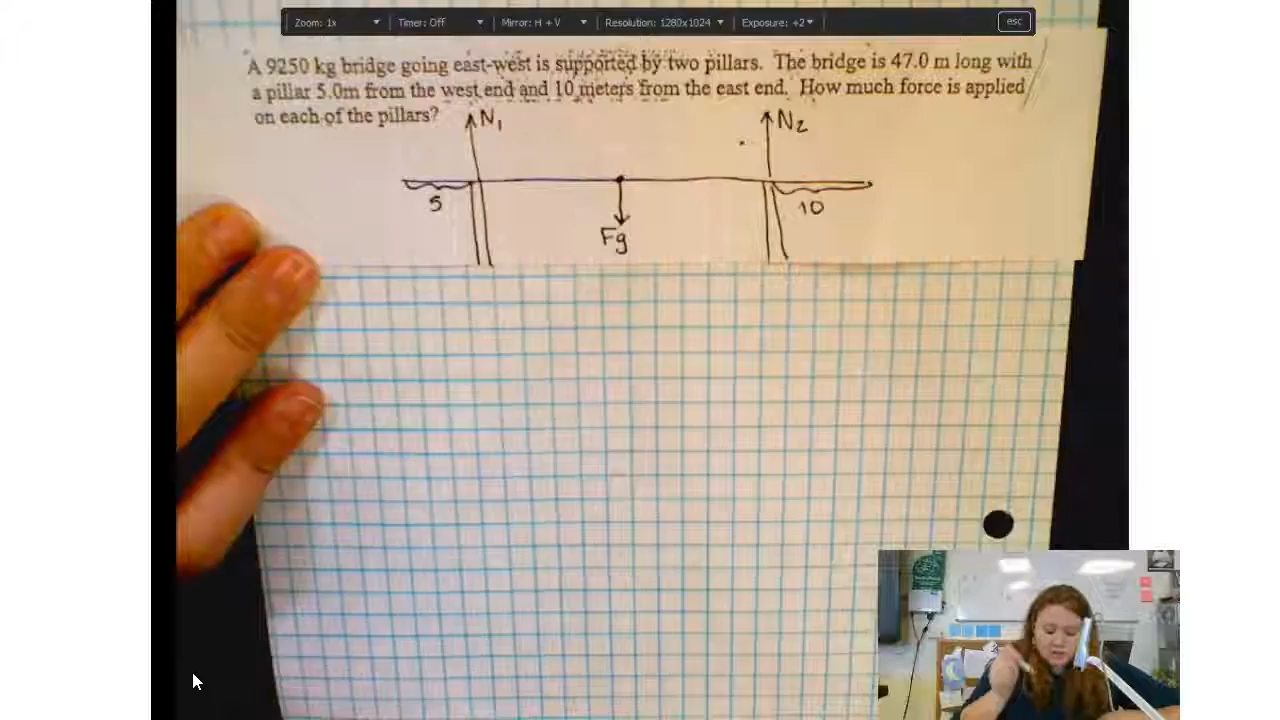 Zoom: 1x Timer: Off Mirror: H + V Resolution: 1280x1024 Exposure: +2 esc
A 9250 kg bridge going east-west is supported by two pillars. The bridge is 47.0 m long with
a pillar 5.0m from the west end and 10 meters from the east end. How much force is applied
on each of the pillars?
N1 N2
5 10
Fg